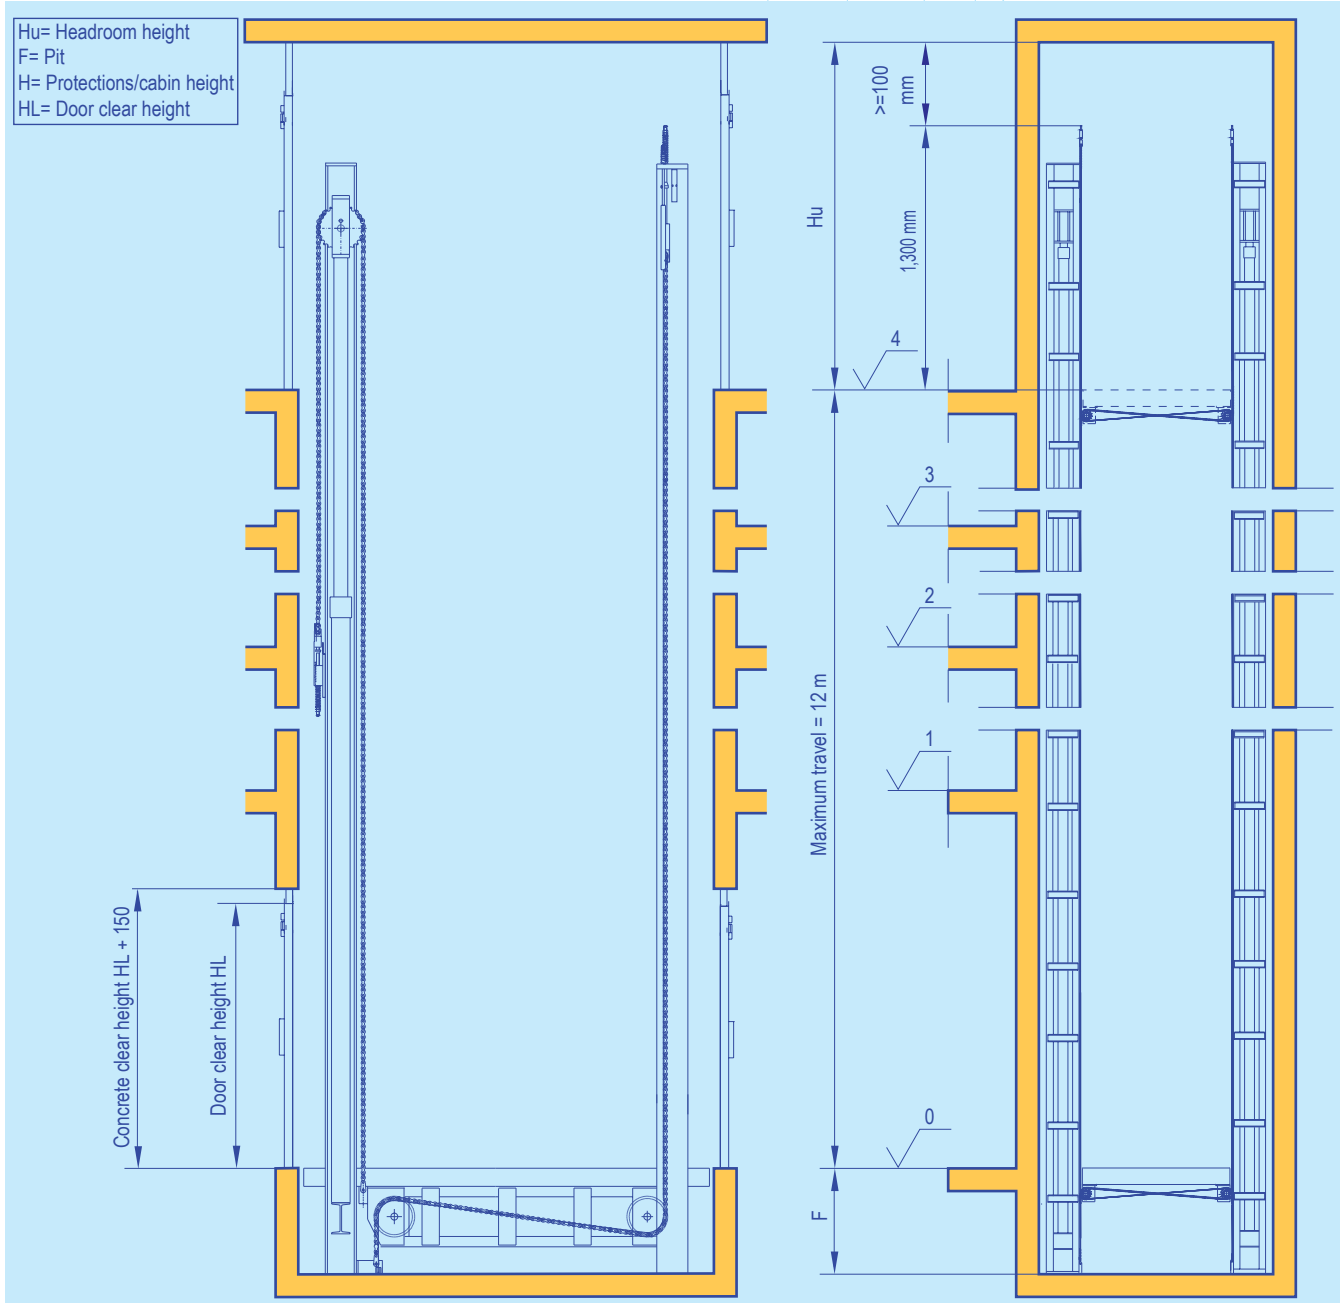 Hu= Headroom height
F= Pit
H= Protections/cabin height
HL= Door clear height
>=100
mm
Hu
1,300 mm
4
3
2
Maximum travel = 12 m
1
Concrete clear height HL + 150
Door clear height HL
0
F